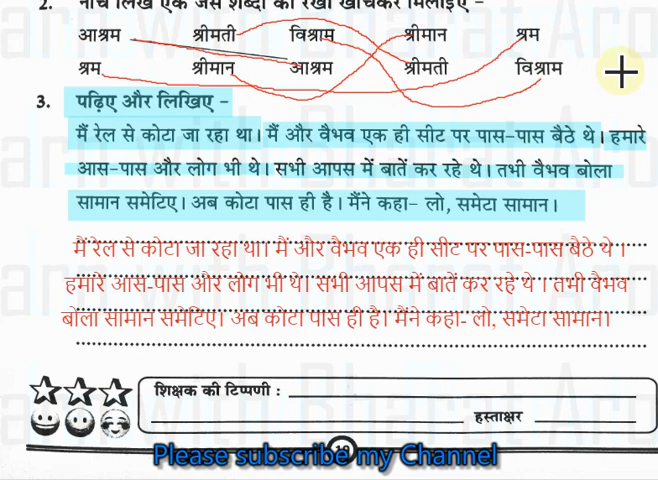 2. नीचे लिखे एक जैसे शब्दों को रेखा खींचकर मिलाइए –
आश्रम श्रीमती विश्राम श्रीमान श्रम
श्रम श्रीमान आश्रम श्रीमती विश्राम
3. पढ़िए और लिखिए –
मैं रेल से कोटा जा रहा था। मैं और वैभव एक ही सीट पर पास-पास बैठे थे। हमारे
आस-पास और लोग भी थे। सभी आपस में बातें कर रहे थे। तभी वैभव बोला
सामान समेटिए। अब कोटा पास ही है। मैंने कहा– लो, समेटा सामान।
मैं रेल से कोटा जा रहा था। मैं और वैभव एक ही सीट पर पास-पास बैठे थे ।
हमारे आस-पास और लोग भी थे। सभी आपस में बातें कर रहे थे । तभी वैभव
बोला सामान समेटिए। अब कोटा पास ही है। मैंने कहा- लो, समेटा सामान।
शिक्षक की टिप्पणी :
हस्ताक्षर
Please subscribe my Channel